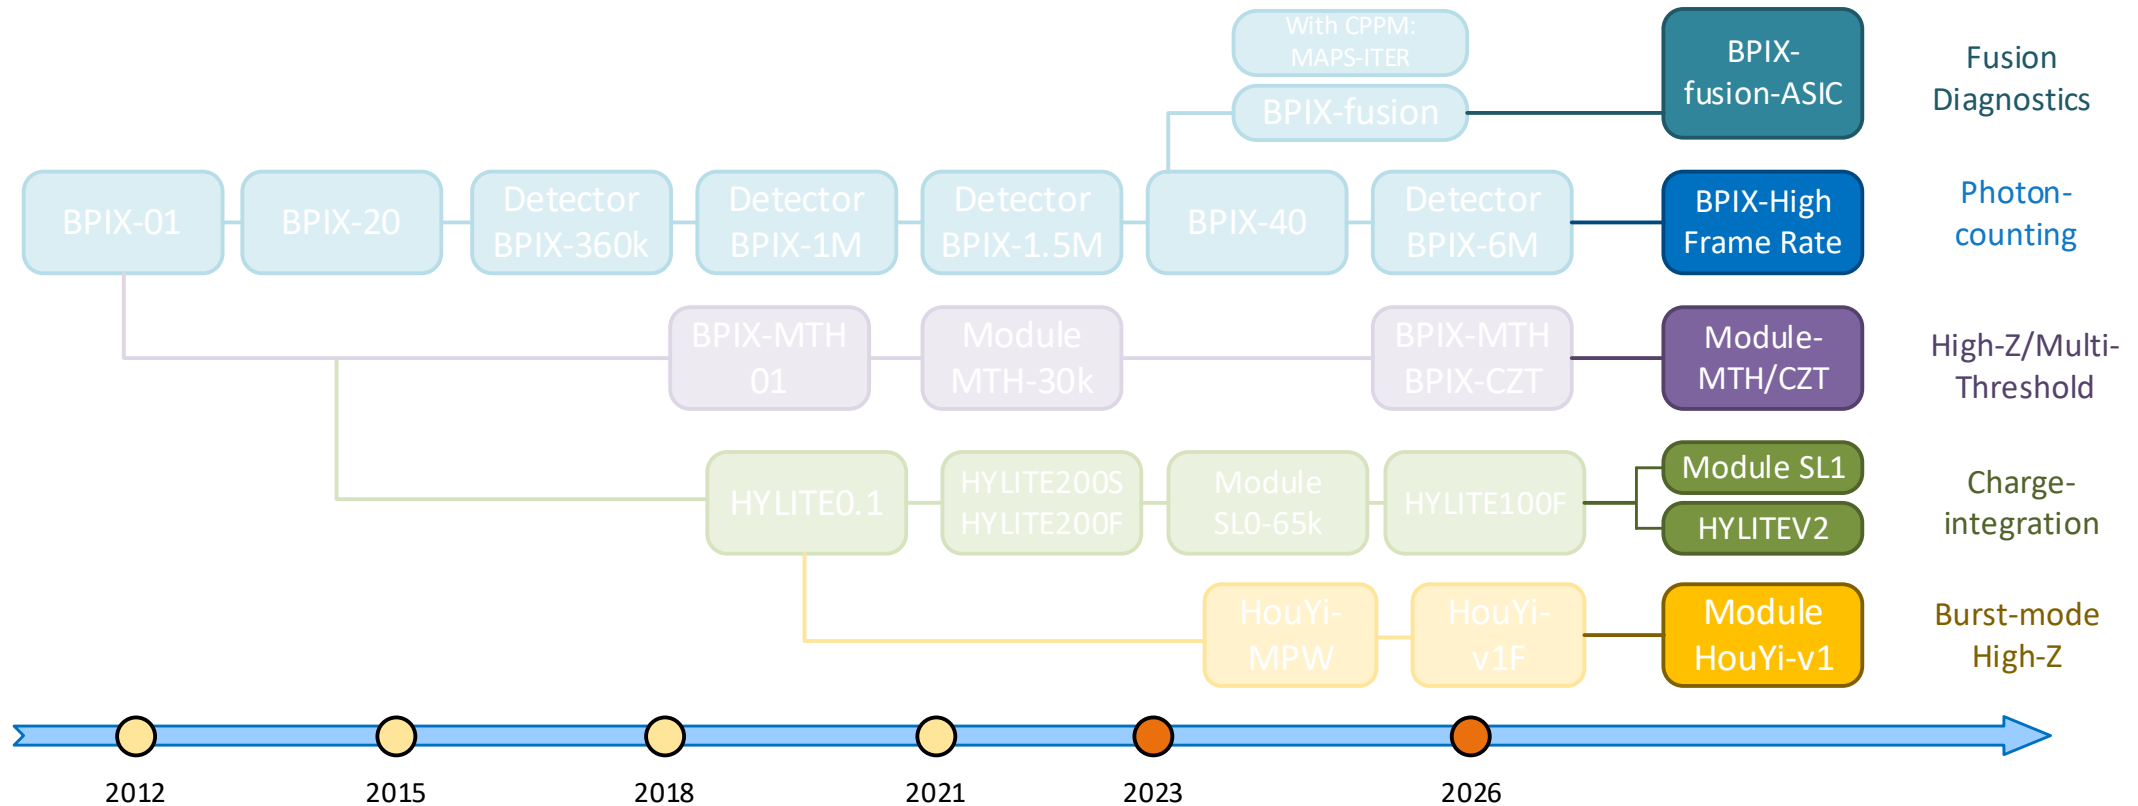 With CPPM:
MAPS-ITER
BPIX-fusion
BPIX-
fusion-ASIC
Fusion
Diagnostics
BPIX-01
BPIX-20
Detector
BPIX-360k
Detector
BPIX-1M
Detector
BPIX-1.5M
BPIX-40
Detector
BPIX-6M
BPIX-High
Frame Rate
Photon-
counting
BPIX-MTH
01
Module
MTH-30k
BPIX-MTH
BPIX-CZT
Module-
MTH/CZT
High-Z/Multi-
Threshold
HYLITE0.1
HYLITE200S
HYLITE200F
Module
SL0-65k
HYLITE100F
Module SL1
HYLITEV2
Charge-
integration
HouYi-
MPW
HouYi-
v1F
Module
HouYi-v1
Burst-mode
High-Z
2012
2015
2018
2021
2023
2026